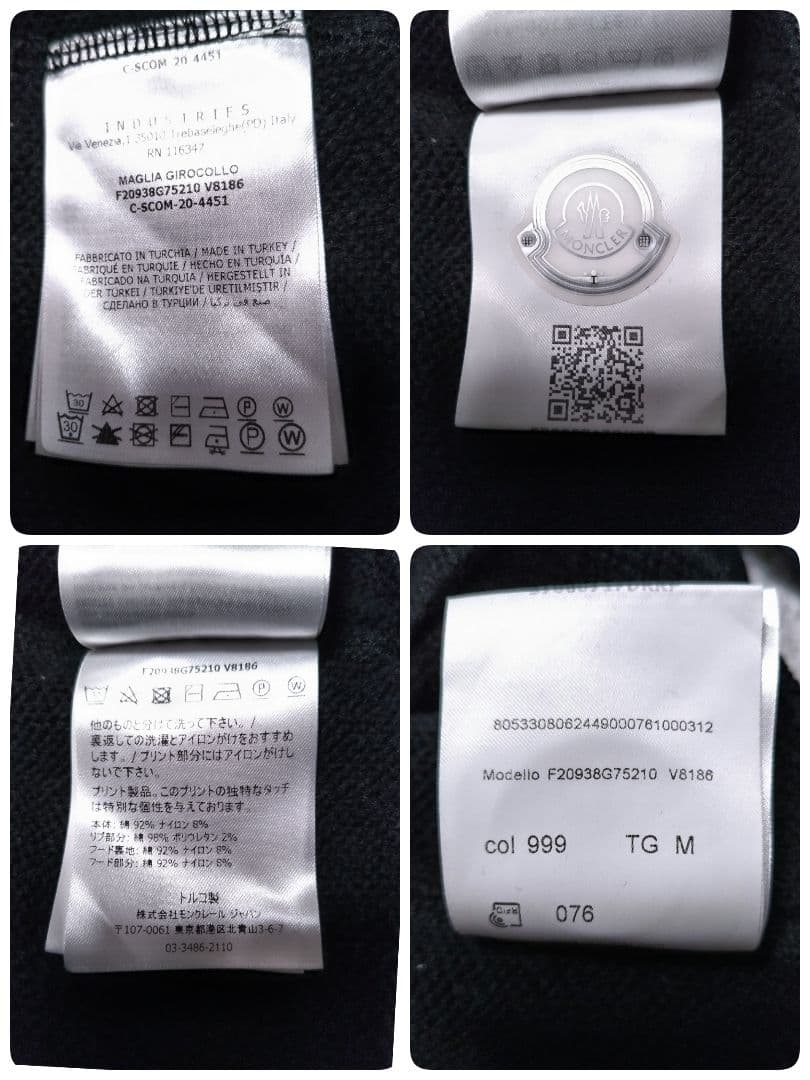 C-SCOM-20-4451
INDUSTRIES
Via Venezia,1 35010 Trebaseleghe(PD) Italy
RN 116347
MAGLIA GIROCOLLO
F20938G75210 V8186
C-SCOM-20-4451
FABBRICATO IN TURCHIA / MADE IN TURKEY /
FABRIQUÉ EN TURQUIE / HECHO EN TURQUÍA /
FABRICADO NA TURQUIA / HERGESTELLT IN
DER TÜRKEI / TÜRKİYE'DE ÜRETİLMİŞTİR /
СДЕЛАНО В ТУРЦИИ / صنع في تركيا
30 P W
30 P W
MONCLER
F20938G75210 V8186
P W
他のものと分けて洗って下さい。/
裏返しての洗濯とアイロンがけをおすすめ
します。/ プリント部分にはアイロンがけし
ないで下さい。
プリント製品。このプリントの独特なタッチ
は特別な個性を与えております。
本体: 綿 92% ナイロン 8%
リブ部分: 綿 98% ポリウレタン 2%
フード裏地: 綿 92% ナイロン 8%
フード部分: 綿 92% ナイロン 8%
トルコ製
株式会社モンクレール ジャパン
〒107-0061 東京都港区北青山3-6-7
03-3486-2110
8053308062449000761000312
Modello F20938G75210 V8186
col 999 TG M
076